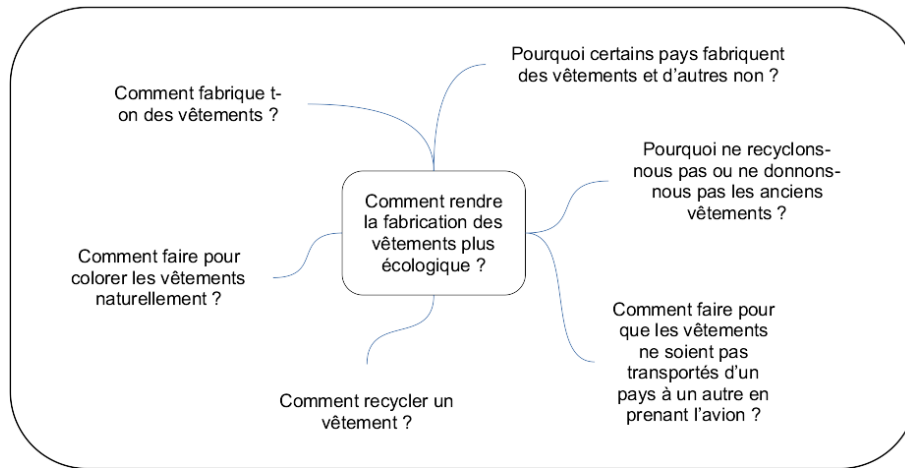 Pourquoi certains pays fabriquent
des vêtements et d'autres non ?
Comment fabrique t-
on des vêtements ?
Pourquoi ne recyclons-
nous pas ou ne donnons-
nous pas les anciens
vêtements ?
Comment rendre
la fabrication des
vêtements plus
écologique ?
Comment faire pour
colorer les vêtements
naturellement ?
Comment faire pour
que les vêtements
ne soient pas
transportés d'un
pays à un autre en
prenant l'avion ?
Comment recycler un
vêtement ?